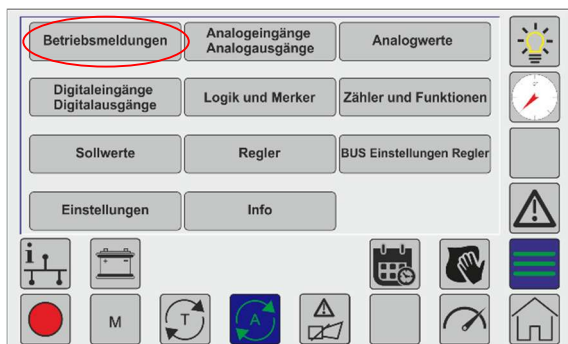 Betriebsmeldungen
Analogeingänge
Analogausgänge
Analogwerte
Digitaleingänge
Digitalausgänge
Logik und Merker
Zähler und Funktionen
Sollwerte
Regler
BUS Einstellungen Regler
Einstellungen
Info
i
M
T
A